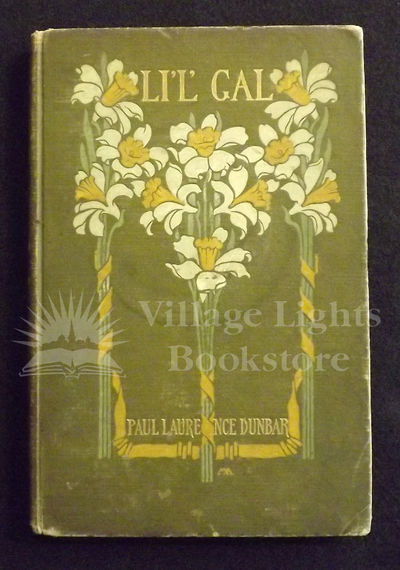 LI'L' GAL
Village Lights
Bookstore
PAUL LAURENCE DUNBAR